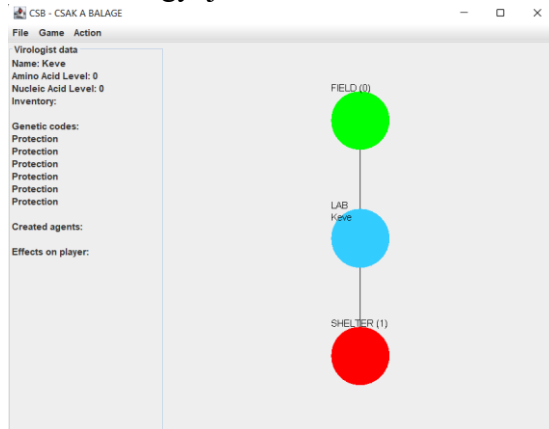 CSB - CSAK A BALAGE
File Game Action
Virologist data
Name: Keve
Amino Acid Level: 0
Nucleic Acid Level: 0
Inventory:
Genetic codes:
Protection
Protection
Protection
Protection
Protection
Protection
Created agents:
Effects on player:
FIELD (0)
LAB
Keve
SHELTER (1)